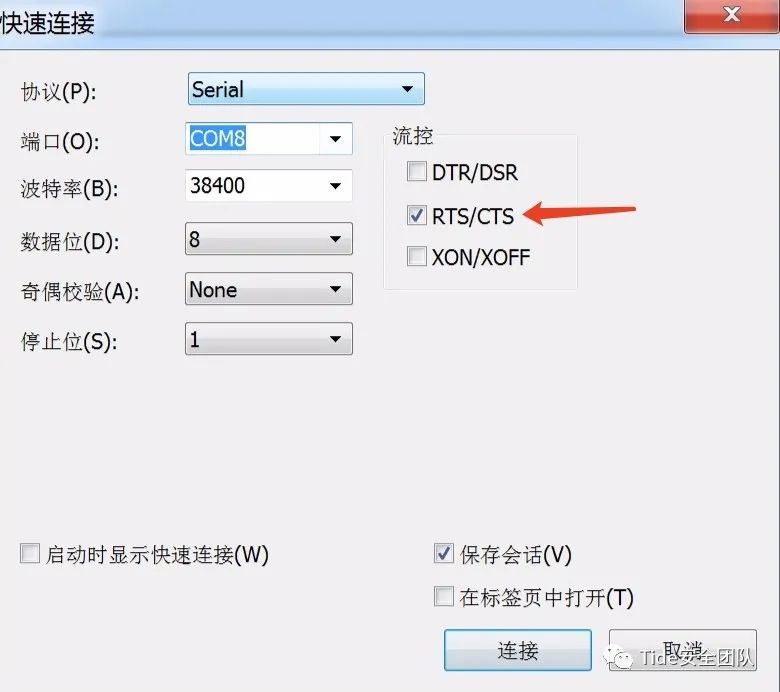 快速连接
协议(P):
Serial
端口(O):
COM8
波特率(B):
38400
数据位(D):
8
奇偶校验(A):
None
停止位(S):
1
流控
DTR/DSR
RTS/CTS
XON/XOFF
启动时显示快速连接(W)
保存会话(V)
在标签页中打开(T)
连接
取消
Tide安全团队